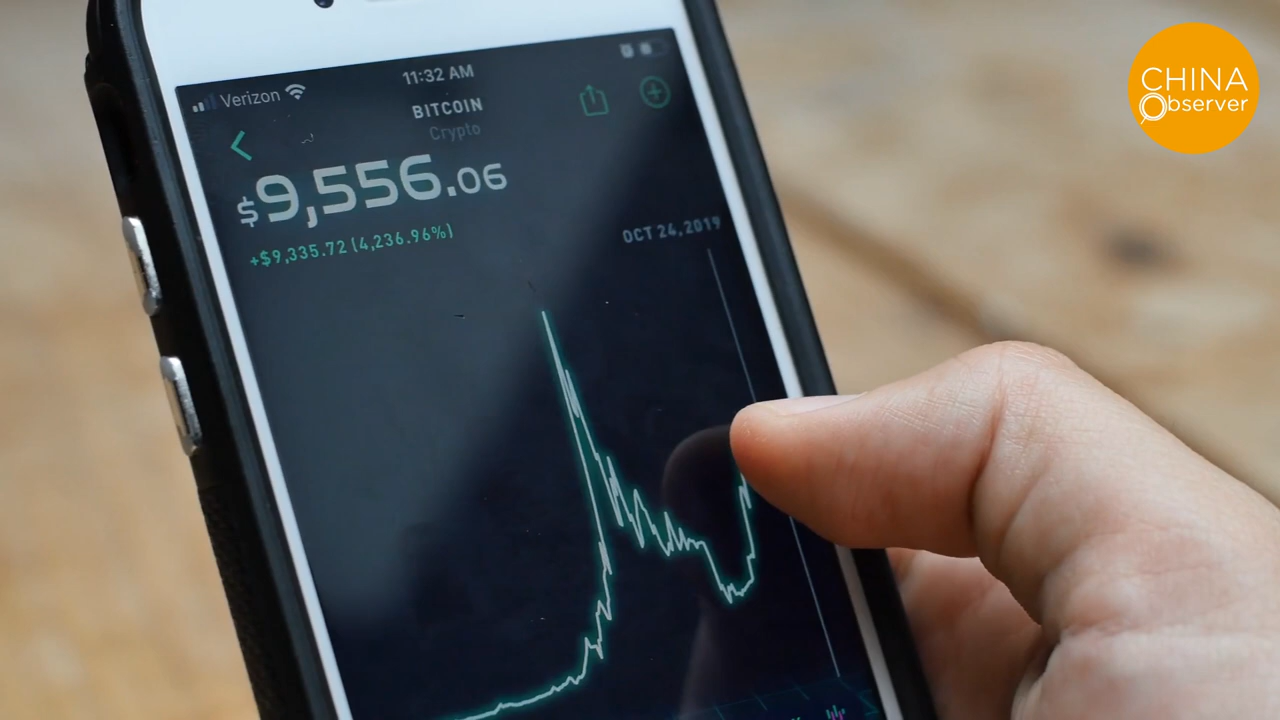 Verizon
11:32 AM
BITCOIN
Crypto
$9,556.06
+$9,335.72 (4,236.96%)
OCT 24, 2019
CHINA
Observer